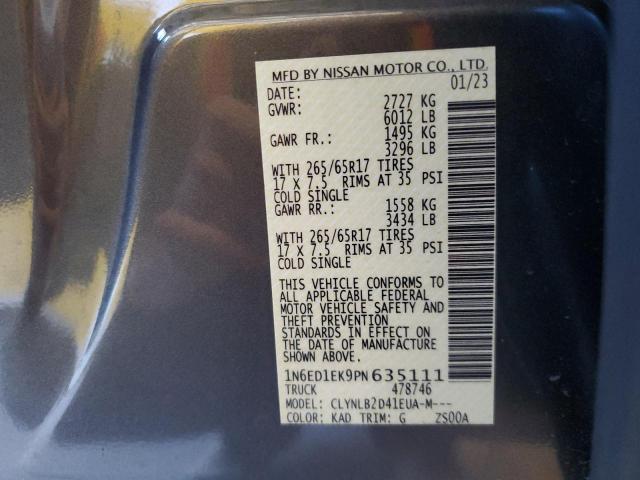 MFD BY NISSAN MOTOR CO., LTD.
DATE: 01/23
GVWR: 2727 KG
6012 LB
GAWR FR.: 1495 KG
3296 LB
WITH 265/65R17 TIRES
17 X 7.5 RIMS AT 35 PSI
COLD SINGLE
GAWR RR.: 1558 KG
3434 LB
WITH 265/65R17 TIRES
17 X 7.5 RIMS AT 35 PSI
COLD SINGLE
THIS VEHICLE CONFORMS TO
ALL APPLICABLE FEDERAL
MOTOR VEHICLE SAFETY AND
THEFT PREVENTION
STANDARDS IN EFFECT ON
THE DATE OF MANUFACTURE
SHOWN ABOVE.
1N6ED1EK9PN635111
TRUCK 478746
MODEL: CLYNLB2D41EUA-M---
COLOR: KAD TRIM: G ZS00A